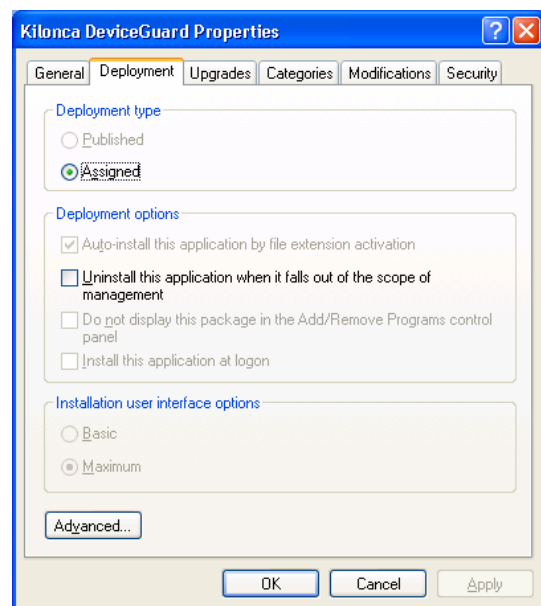 Kilonca DeviceGuard Properties
General Deployment Upgrades Categories Modifications Security
Deployment type
Published
Assigned
Deployment options
Auto-install this application by file extension activation
Uninstall this application when it falls out of the scope of
management
Do not display this package in the Add/Remove Programs control
panel
Install this application at logon
Installation user interface options
Basic
Maximum
Advanced...
OK Cancel Apply